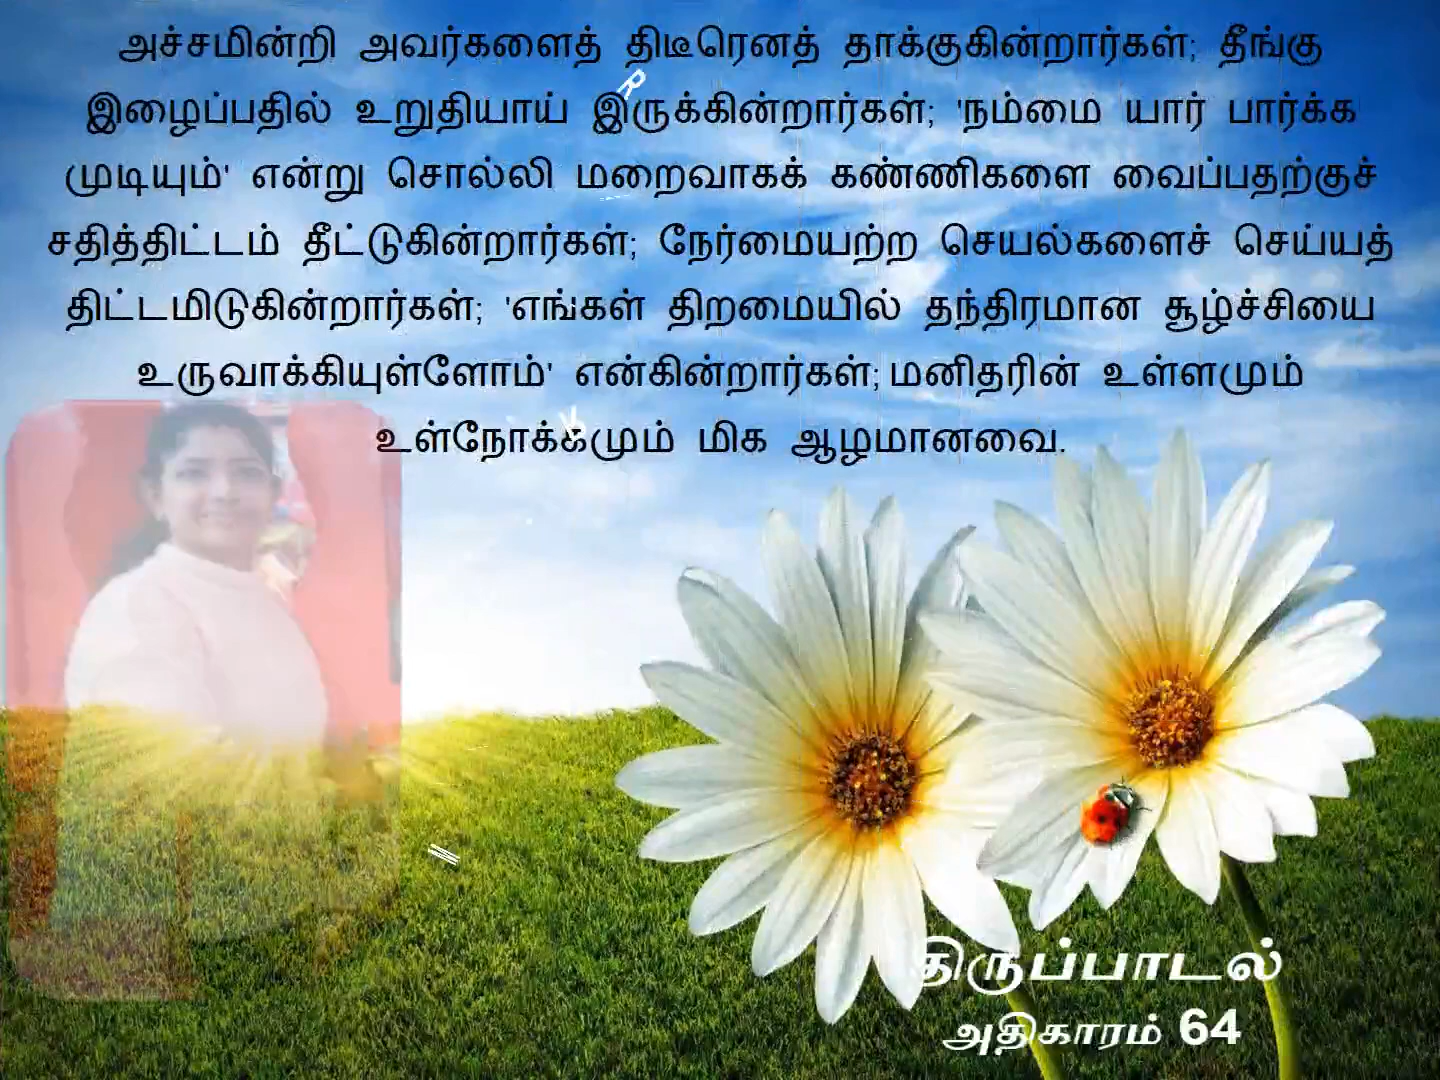 அச்சமின்றி அவர்களைத் திடீரெனத் தாக்குகின்றார்கள்; தீங்கு
இழைப்பதில் உறுதியாய் இருக்கின்றார்கள்; 'நம்மை யார் பார்க்க
முடியும்' என்று சொல்லி மறைவாகக் கண்ணிகளை வைப்பதற்குச்
சதித்திட்டம் தீட்டுகின்றார்கள்; நேர்மையற்ற செயல்களைச் செய்யத்
திட்டமிடுகின்றார்கள்; 'எங்கள் திறமையில் தந்திரமான சூழ்ச்சியை
உருவாக்கியுள்ளோம்' என்கின்றார்கள்; மனிதரின் உள்ளமும்
உள்நோக்கமும் மிக ஆழமானவை.
திருப்பாடல்
அதிகாரம் 64